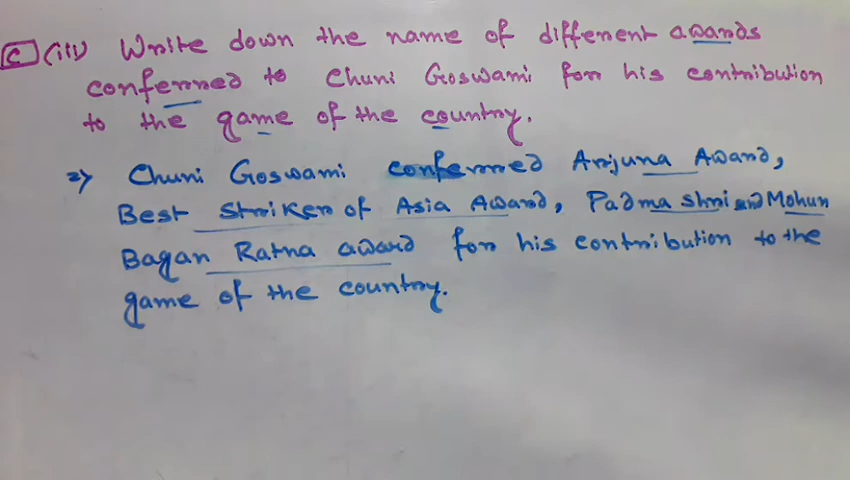 C (iii) Write down the name of different awards
conferred to Chuni Goswami for his contribution
to the game of the country.
=> Chuni Goswami conferred Arjuna Award,
Best Striker of Asia Award, Padma Shri and Mohun
Bagan Ratna award for his contribution to the
game of the country.